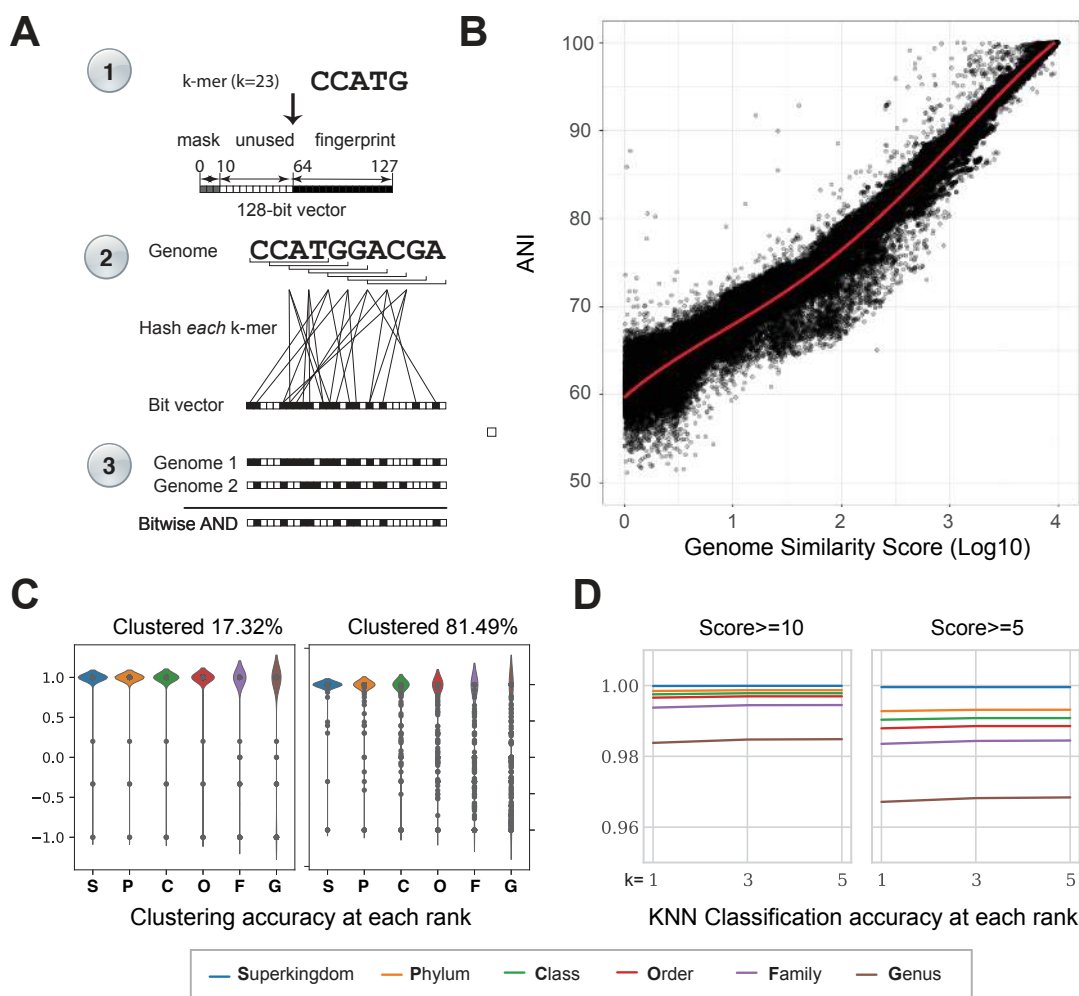 A
1
k-mer (k=23)
CCATG
mask unused fingerprint
0 10 64 127
128-bit vector
2
Genome
CCATGGACGA
Hash each k-mer
Bit vector
3
Genome 1
Genome 2
Bitwise AND
B
100
90
80
70
60
50
ANI
0 1 2 3 4
Genome Similarity Score (Log10)
C
Clustered 17.32% Clustered 81.49%
1.0
0.5
0.0
−0.5
−1.0
S P C O F G S P C O F G
Clustering accuracy at each rank
D
Score>=10 Score>=5
1.00
0.98
0.96
k= 1 3 5 1 3 5
KNN Classification accuracy at each rank
Superkingdom Phylum Class Order Family Genus